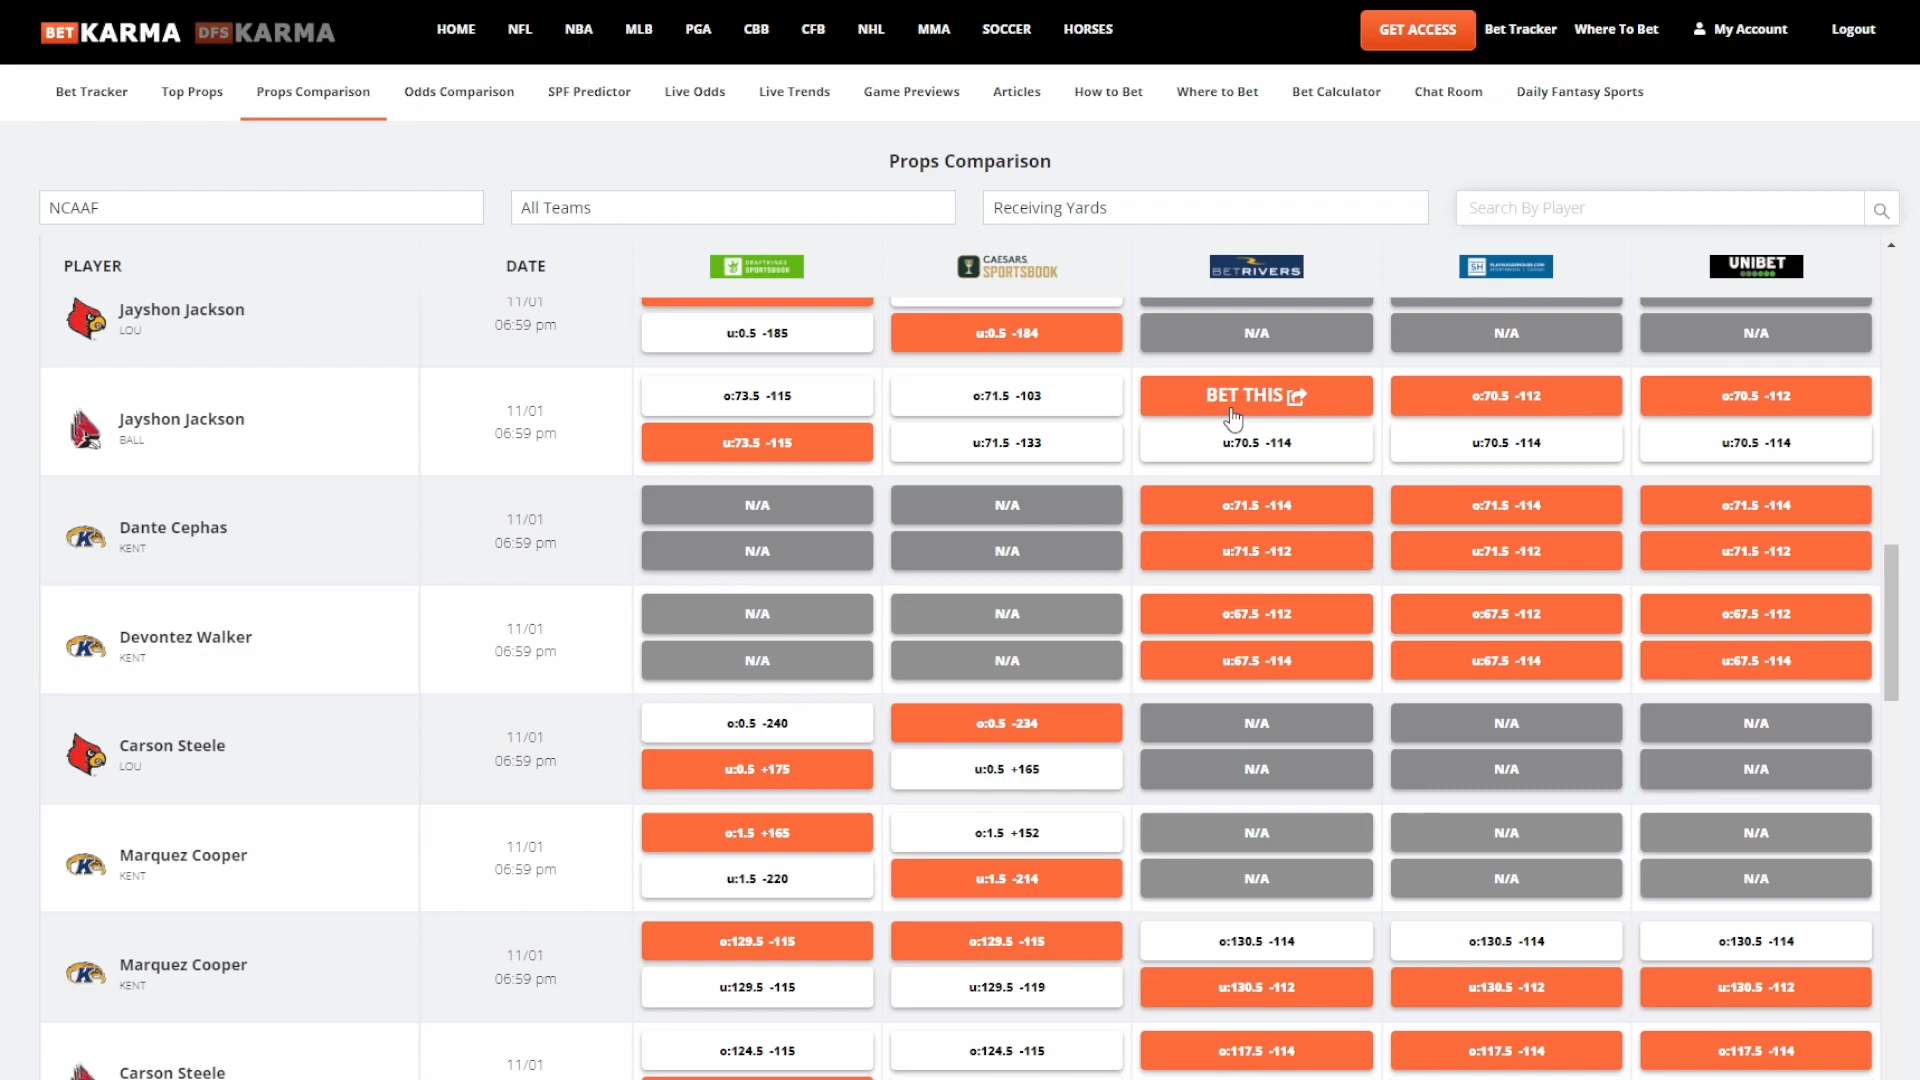 BET KARMA DFS KARMA HOME NFL NBA MLB PGA CBB CFB NHL MMA SOCCER HORSES GET ACCESS Bet Tracker Where To Bet My Account Logout
Bet Tracker Top Props Props Comparison Odds Comparison SPF Predictor Live Odds Live Trends Game Previews Articles How to Bet Where to Bet Bet Calculator Chat Room Daily Fantasy Sports
Props Comparison
NCAAF All Teams Receiving Yards Search By Player
PLAYER DATE DRAFTKINGS SPORTSBOOK CAESARS SPORTSBOOK BETRIVERS SH UNIBET
Jayshon Jackson 11/01
LOU 06:59 pm u:0.5 -185 u:0.5 -184 N/A N/A N/A
o:73.5 -115 o:71.5 -103 BET THIS o:70.5 -112 o:70.5 -112
Jayshon Jackson 11/01
BALL 06:59 pm u:73.5 -115 u:71.5 -133 u:70.5 -114 u:70.5 -114 u:70.5 -114
N/A N/A o:71.5 -114 o:71.5 -114 o:71.5 -114
Dante Cephas 11/01
KENT 06:59 pm N/A N/A u:71.5 -112 u:71.5 -112 u:71.5 -112
N/A N/A o:67.5 -112 o:67.5 -112 o:67.5 -112
Devontez Walker 11/01
KENT 06:59 pm N/A N/A u:67.5 -114 u:67.5 -114 u:67.5 -114
o:0.5 -240 o:0.5 -234 N/A N/A N/A
Carson Steele 11/01
LOU 06:59 pm u:0.5 +175 u:0.5 +165 N/A N/A N/A
o:1.5 +165 o:1.5 +152 N/A N/A N/A
Marquez Cooper 11/01
KENT 06:59 pm u:1.5 -220 u:1.5 -214 N/A N/A N/A
o:129.5 -115 o:129.5 -115 o:130.5 -114 o:130.5 -114 o:130.5 -114
Marquez Cooper 11/01
KENT 06:59 pm u:129.5 -115 u:129.5 -119 u:130.5 -112 u:130.5 -112 u:130.5 -112
o:124.5 -115 o:124.5 -115 o:117.5 -114 o:117.5 -114 o:117.5 -114
Carson Steele 11/01